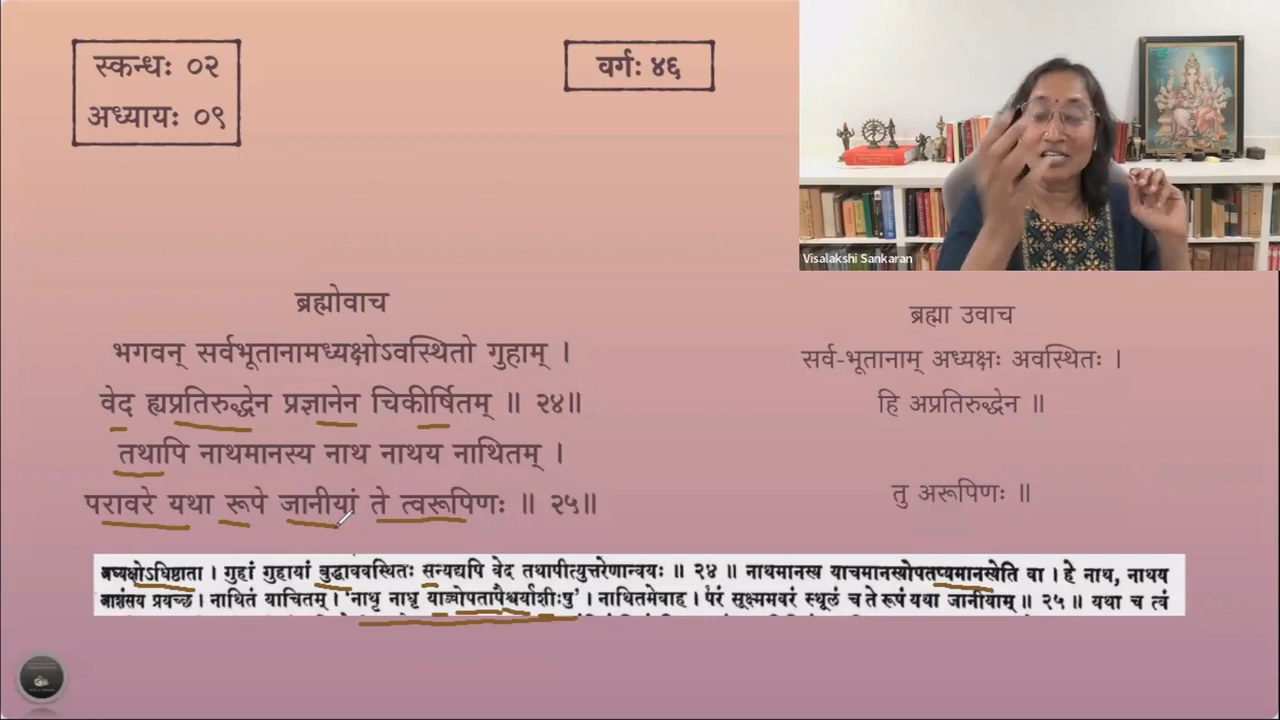 स्कन्धः ०२
अध्यायः ०९
वर्गः ४६
Visalakshi Sankaran
ब्रह्मोवाच
भगवन् सर्वभूतानामध्यक्षोऽवस्थितो गुहाम् ।
वेद ह्यप्रतिरुद्धेन प्रज्ञानेन चिकीर्षितम् ॥ २४॥
तथापि नाथमानस्य नाथ नाथय नाथितम् ।
परावरे यथा रूपे जानीयां ते त्वरूपिणः ॥ २५॥
ब्रह्मा उवाच
सर्व-भूतानाम् अध्यक्षः अवस्थितः ।
हि अप्रतिरुद्धेन ॥
तु अरूपिणः ॥
अध्यक्षोऽधिष्ठाता । गुहां गुहायां बुद्धाववस्थितः सन्यद्यपि वेद तथापीत्युत्तरेणान्वयः ॥ २४ ॥ नाथमानस्य याचमानस्योपतप्यमानस्येति वा । हे नाथ, नाथय
आशंसय प्रयच्छ । नाथितं याचितम् । 'नाथृ नाधृ याच्ञोपतापैश्वर्याशीःषु' । नाथितमेवाह । परं सूक्ष्ममवरं स्थूलं च ते रूपं यथा जानीयाम् ॥ २५ ॥ यथा च त्वं